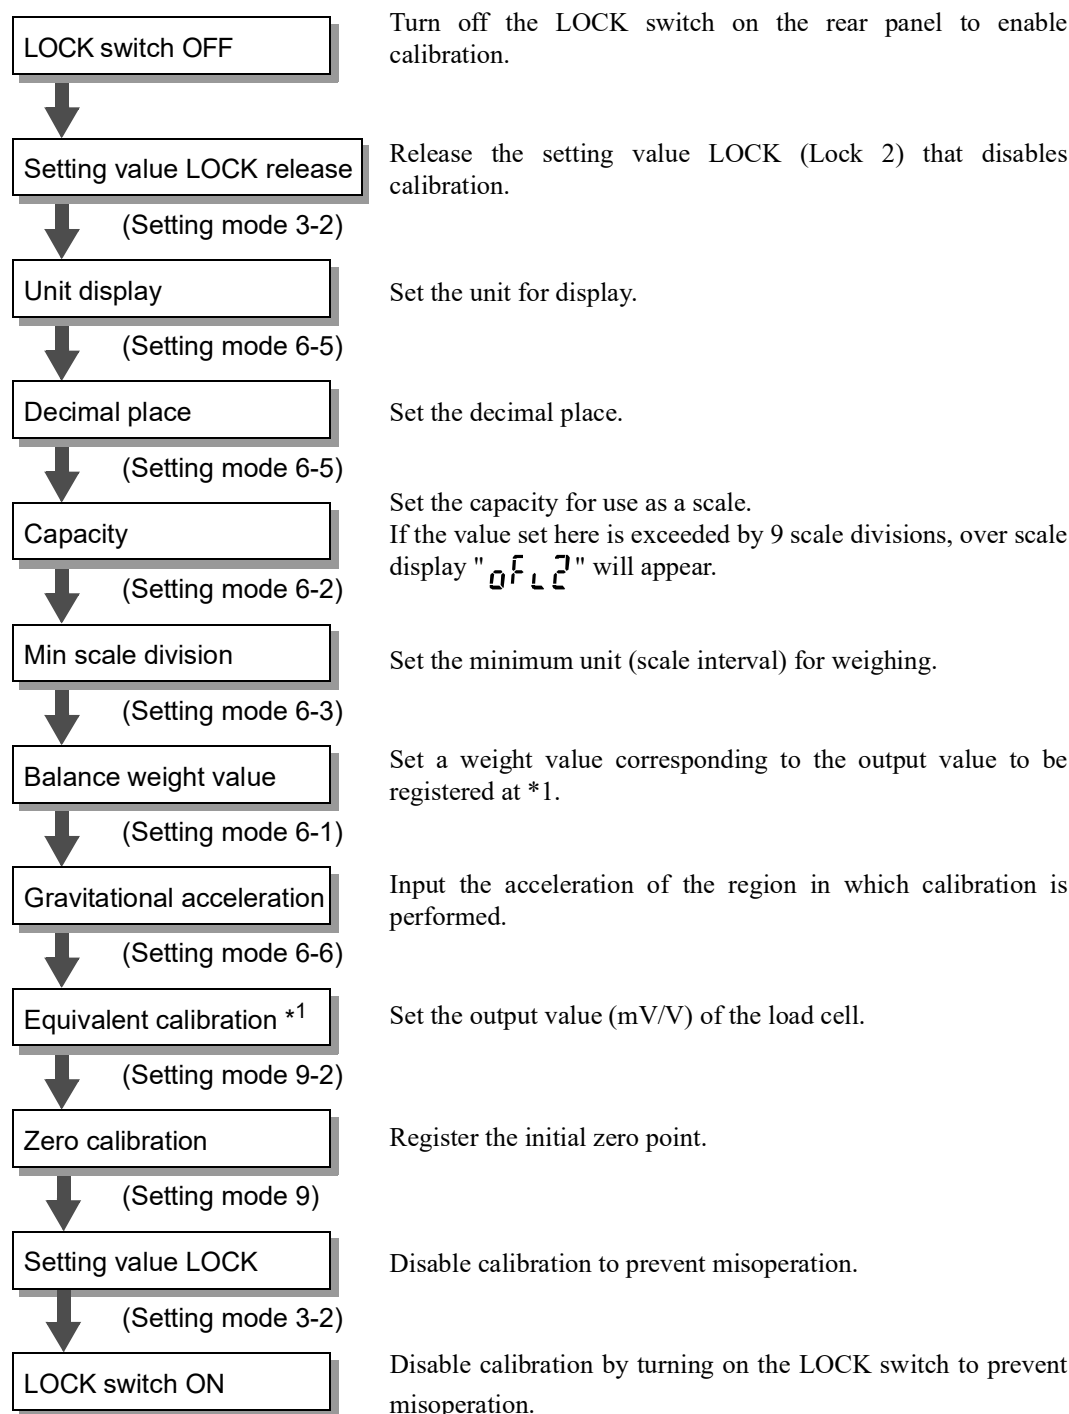 LOCK switch OFF
Turn off the LOCK switch on the rear panel to enable
calibration.
Setting value LOCK release
Release the setting value LOCK (Lock 2) that disables
calibration.
(Setting mode 3-2)
Unit display
Set the unit for display.
(Setting mode 6-5)
Decimal place
Set the decimal place.
(Setting mode 6-5)
Capacity
Set the capacity for use as a scale.
If the value set here is exceeded by 9 scale divisions, over scale
display "oFL2" will appear.
(Setting mode 6-2)
Min scale division
Set the minimum unit (scale interval) for weighing.
(Setting mode 6-3)
Balance weight value
Set a weight value corresponding to the output value to be
registered at *1.
(Setting mode 6-1)
Gravitational acceleration
Input the acceleration of the region in which calibration is
performed.
(Setting mode 6-6)
Equivalent calibration *1
Set the output value (mV/V) of the load cell.
(Setting mode 9-2)
Zero calibration
Register the initial zero point.
(Setting mode 9)
Setting value LOCK
Disable calibration to prevent misoperation.
(Setting mode 3-2)
LOCK switch ON
Disable calibration by turning on the LOCK switch to prevent
misoperation.